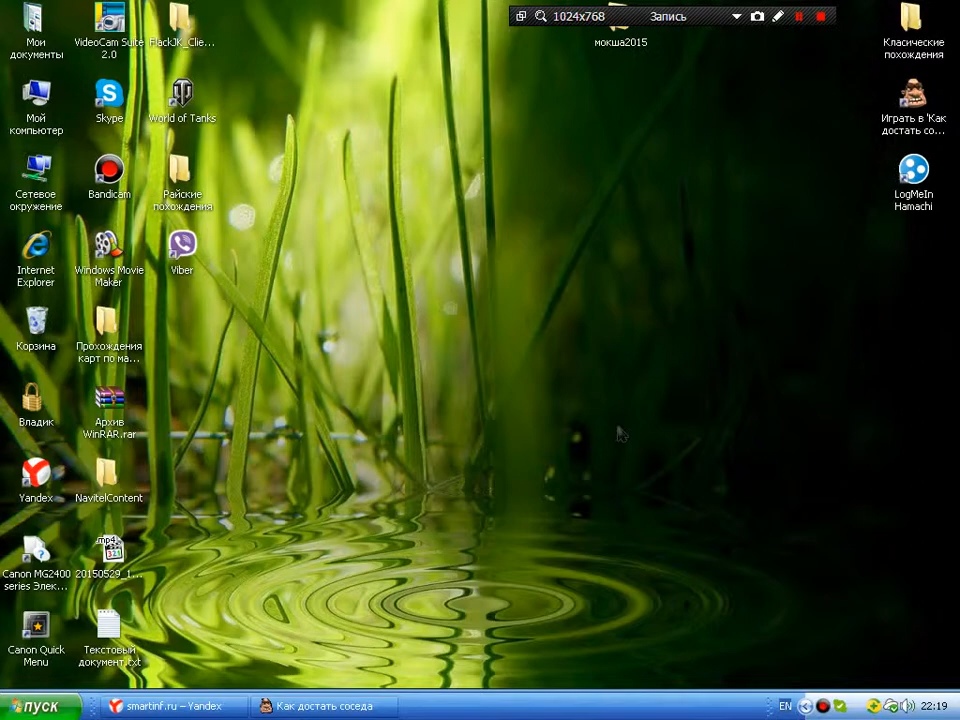 1024x768
Запись
Мои
документы
VideoCam Suite
2.0
FlackJK_Clie...
мокша2015
Класические
похождения
Мой
компьютер
Skype
World of Tanks
Играть в 'Как
достать со...
Сетевое
окружение
Bandicam
Райские
похождения
LogMeIn
Hamachi
Internet
Explorer
Windows Movie
Maker
Viber
Корзина
Прохождения
карт по ма...
Владик
Архив
WinRAR.rar
Yandex
NavitelContent
Canon MG2400
series Элек...
.mp4
321
20150529_1...
Canon Quick
Menu
Текстовый
документ.txt
пуск
smartinf.ru – Yandex
Как достать соседа
EN
22:19